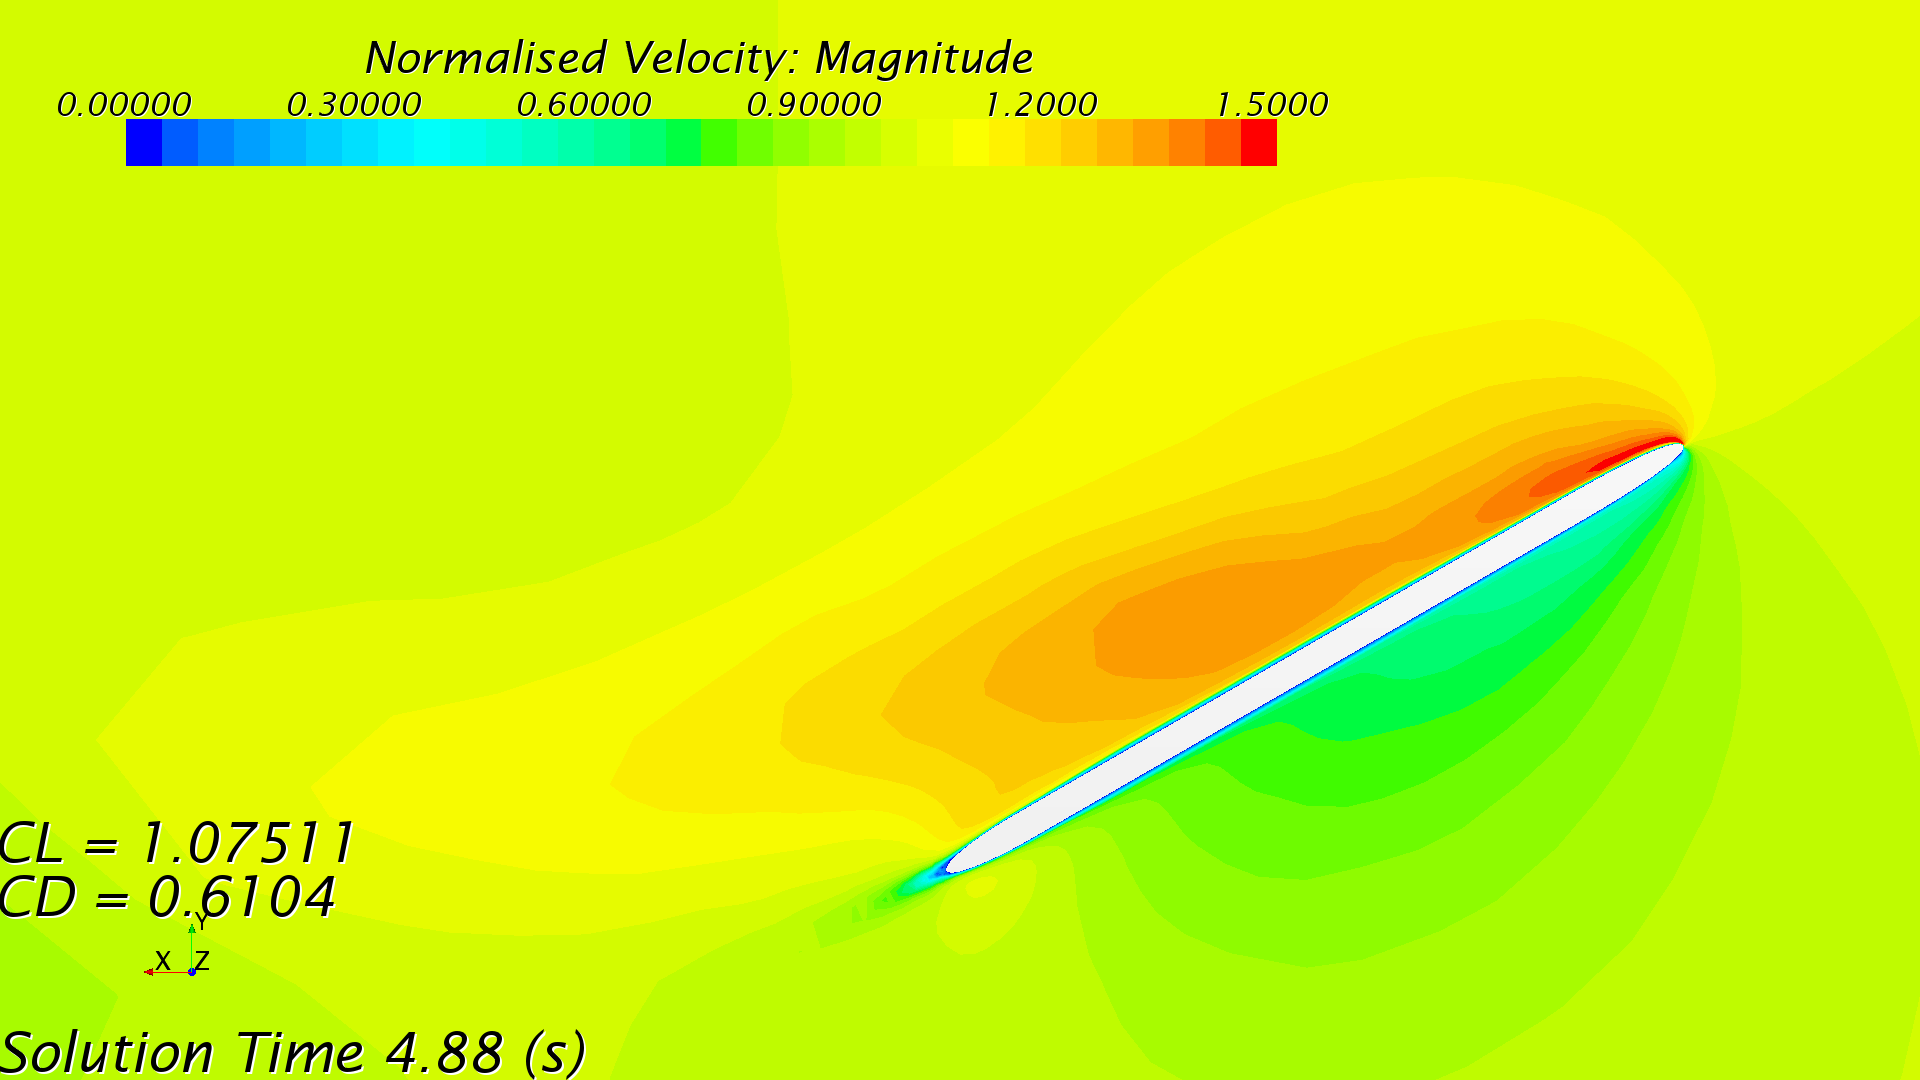 Normalised Velocity: Magnitude
0.00000 0.30000 0.60000 0.90000 1.2000 1.5000
CL = 1.07511
CD = 0.6104
Y
X Z
Solution Time 4.88 (s)